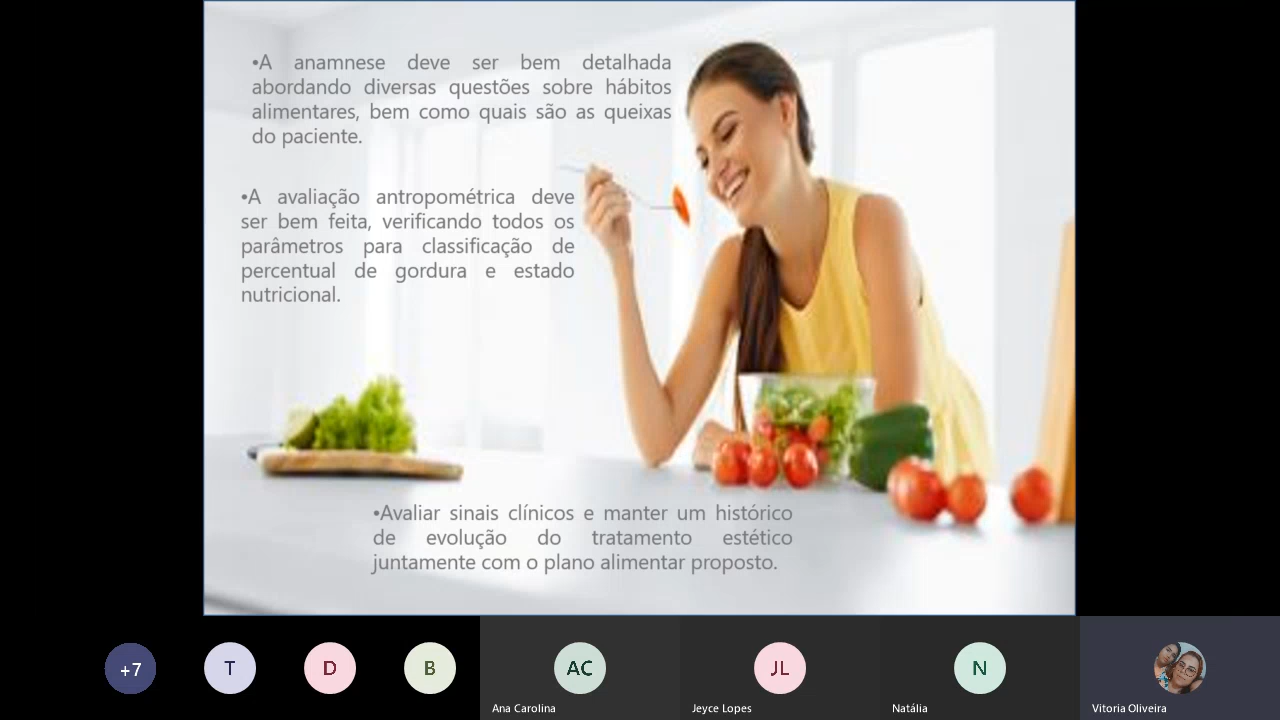 •A anamnese deve ser bem detalhada
abordando diversas questões sobre hábitos
alimentares, bem como quais são as queixas
do paciente.
•A avaliação antropométrica deve
ser bem feita, verificando todos os
parâmetros para classificação de
percentual de gordura e estado
nutricional.
•Avaliar sinais clínicos e manter um histórico
de evolução do tratamento estético
juntamente com o plano alimentar proposto.
+7
T
D
B
AC
JL
N
Ana Carolina
Jeyce Lopes
Natália
Vitoria Oliveira